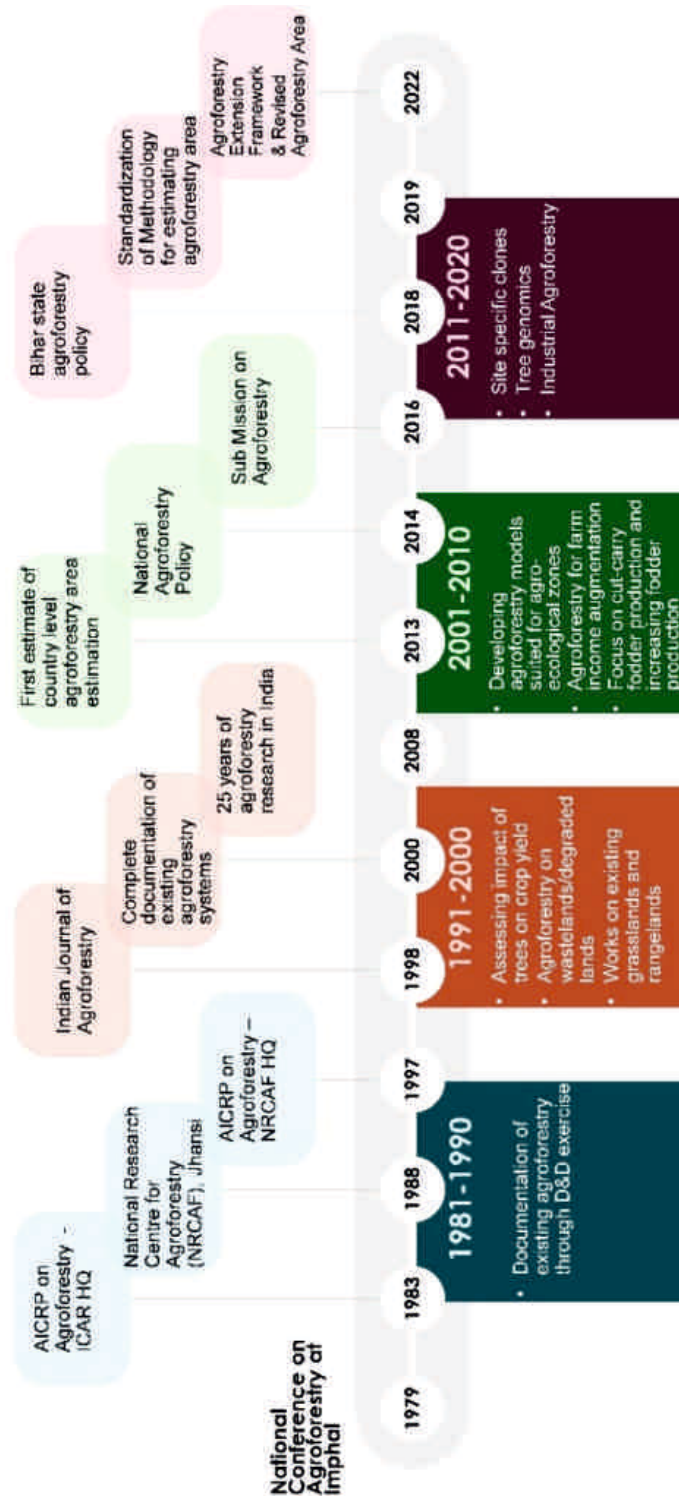 National
Conference on
Agroforestry at
Imphal
AICRP on
Agroforestry -
ICAR HQ
National Research
Centre for
Agroforestry
(NRCAF), Jhansi
AICRP on
Agroforestry –
NRCAF HQ
Indian Journal of
Agroforestry
Complete
documentation of
existing
agroforestry
systems
25 years of
agroforestry
research in India
First estimate of
country level
agroforestry area
estimation
National
Agroforestry
Policy
Sub Mission on
Agroforestry
Bihar state
agroforestry
policy
Standardization
of Methodology
for estimating
agroforestry area
Agroforestry
Extension
Framework
& Revised
Agroforestry Area
1979
1983
1988
1997
1998
2000
2008
2013
2014
2016
2018
2019
2022
1981-1990
• Documentation of
existing agroforestry
through D&D exercise
1991-2000
• Assessing impact of
trees on crop yield
• Agroforestry on
wastelands/degraded
lands
• Works on existing
grasslands and
rangelands
2001-2010
• Developing
agroforestry models
suited for agro-
ecological zones
• Agroforestry for farm
income augmentation
• Focus on cut-carry
fodder production and
increasing fodder
production
2011-2020
• Site specific clones
• Tree genomics
• Industrial Agroforestry